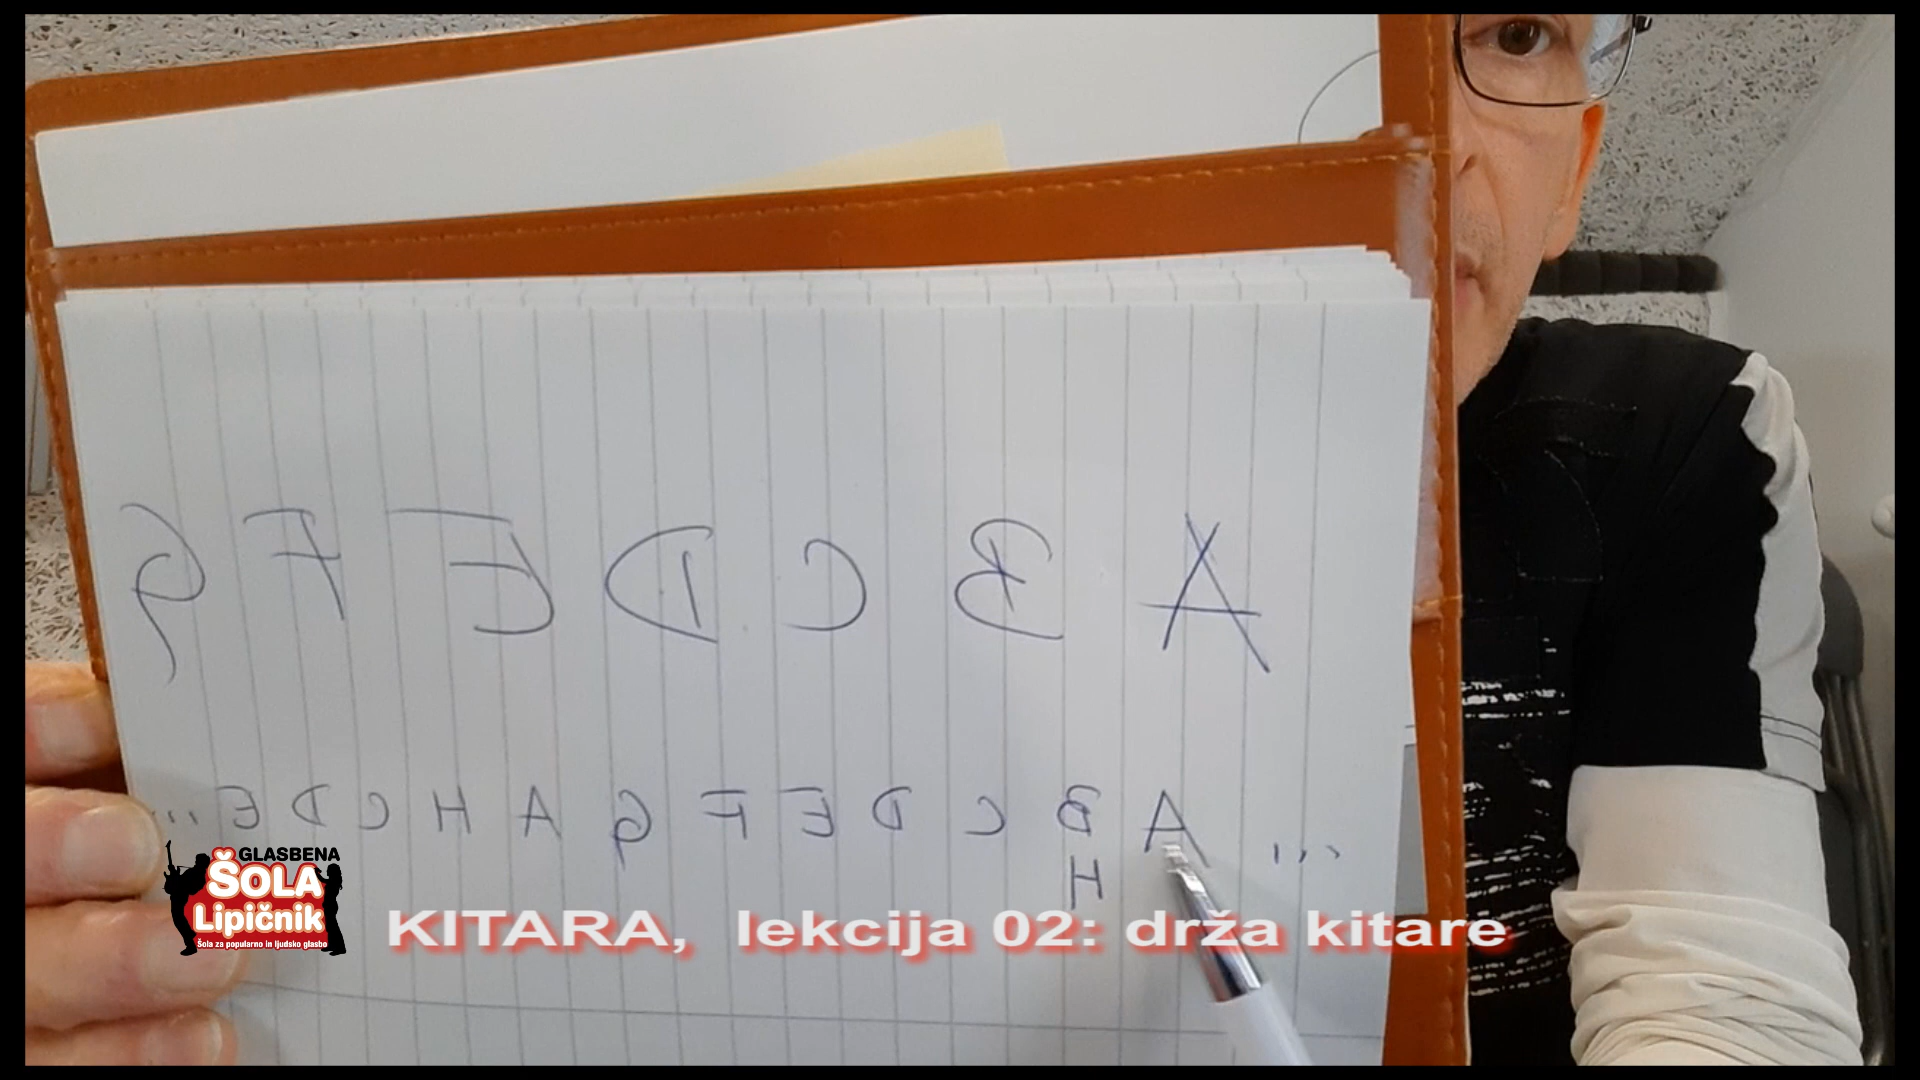 A B C D E F G
... A B C D E F G A H C D E ...
H
GLASBENA
ŠOLA
Lipičnik
Šola za popularno in ljudsko glasbo
KITARA, lekcija 02: drža kitare